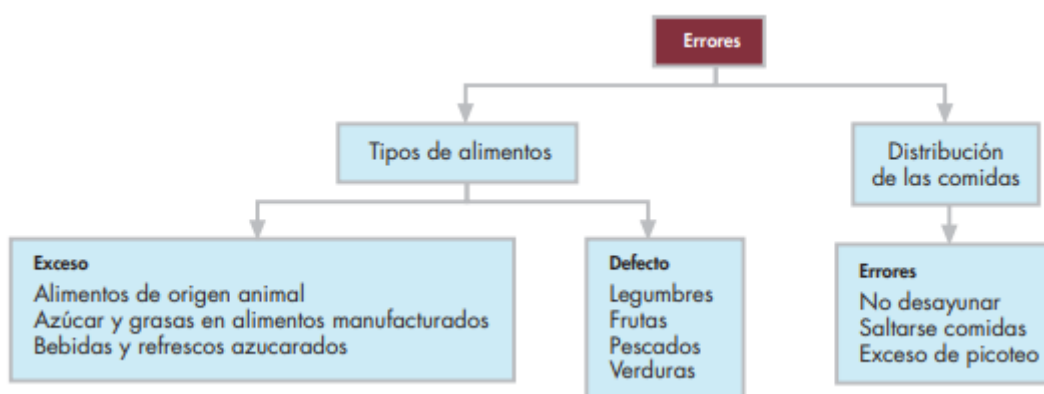 Errores
Tipos de alimentos
Distribución
de las comidas
Exceso
Alimentos de origen animal
Azúcar y grasas en alimentos manufacturados
Bebidas y refrescos azucarados
Defecto
Legumbres
Frutas
Pescados
Verduras
Errores
No desayunar
Saltarse comidas
Exceso de picoteo